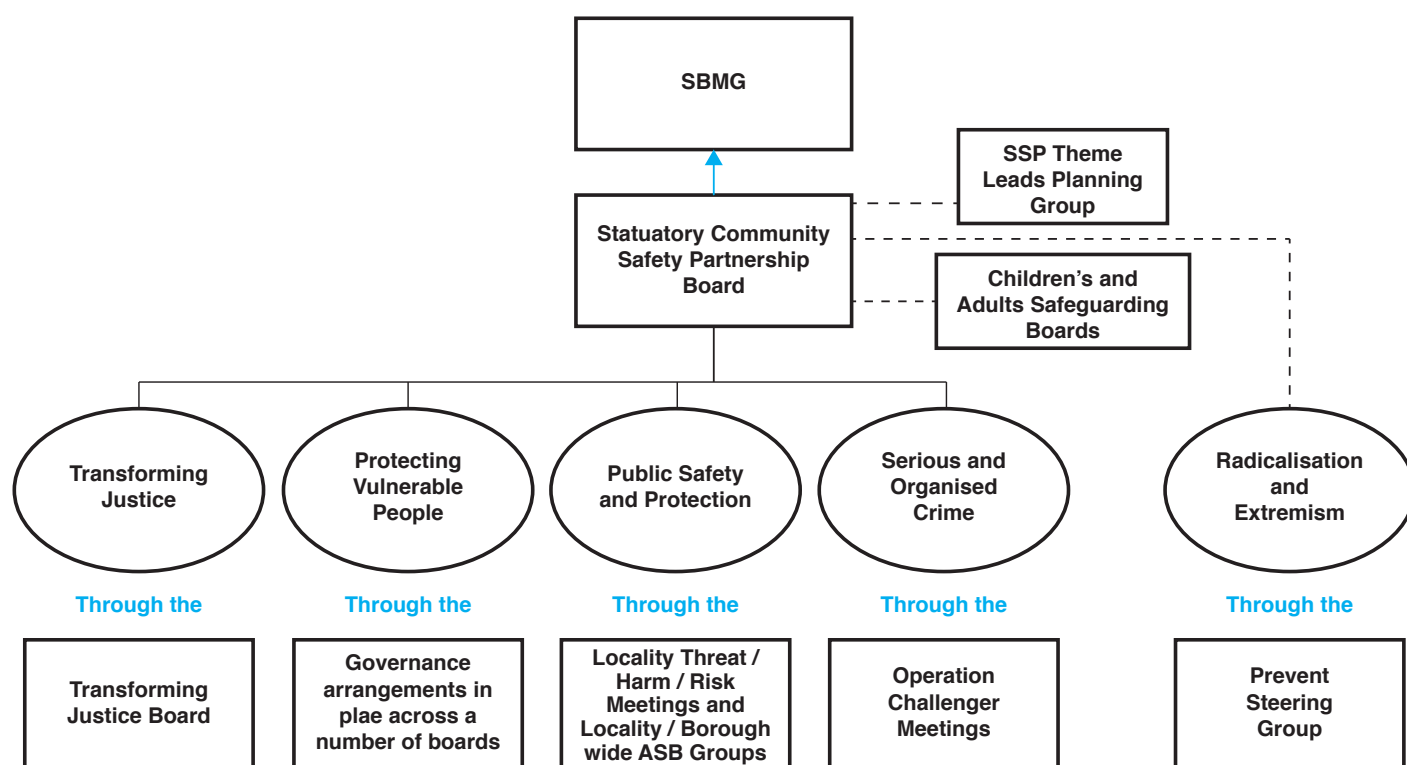 SBMG
SSP Theme
Leads Planning
Group
Statuatory Community
Safety Partnership
Board
Children's and
Adults Safeguarding
Boards
Transforming
Justice
Protecting
Vulnerable
People
Public Safety
and Protection
Serious and
Organised
Crime
Radicalisation
and
Extremism
Through the
Through the
Through the
Through the
Through the
Transforming
Justice Board
Governance
arrangements in
plae across a
number of boards
Locality Threat /
Harm / Risk
Meetings and
Locality / Borough
wide ASB Groups
Operation
Challenger
Meetings
Prevent
Steering
Group